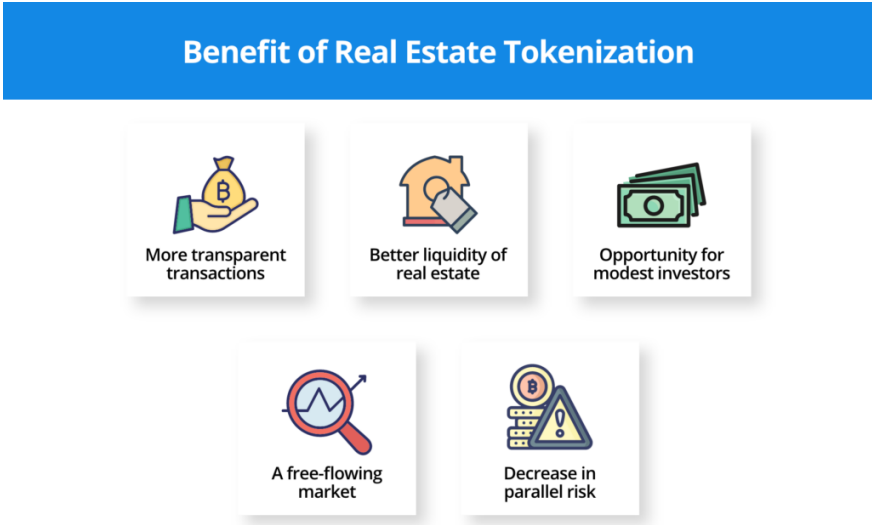 Benefit of Real Estate Tokenization
More transparent
transactions
Better liquidity of
real estate
Opportunity for
modest investors
A free-flowing
market
Decrease in
parallel risk